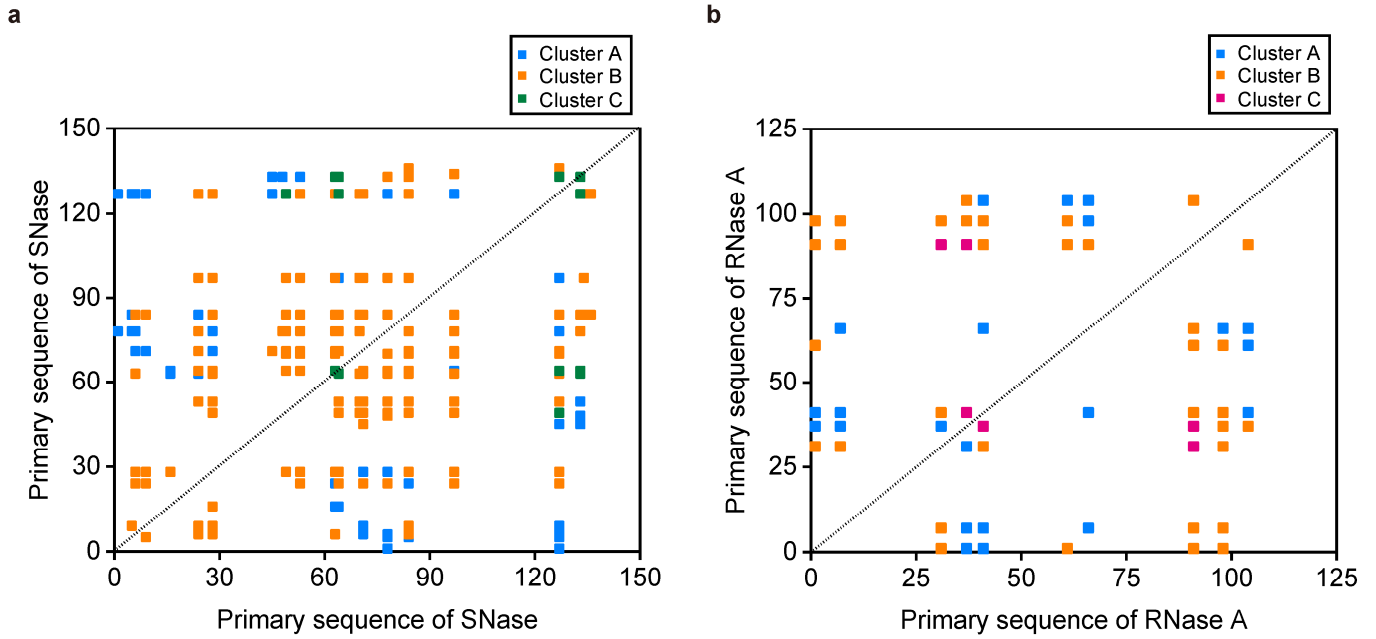 a
Cluster A
Cluster B
Cluster C
150
120
90
60
30
0
0 30 60 90 120 150
Primary sequence of SNase
Primary sequence of SNase
b
Cluster A
Cluster B
Cluster C
125
100
75
50
25
0
0 25 50 75 100 125
Primary sequence of RNase A
Primary sequence of RNase A